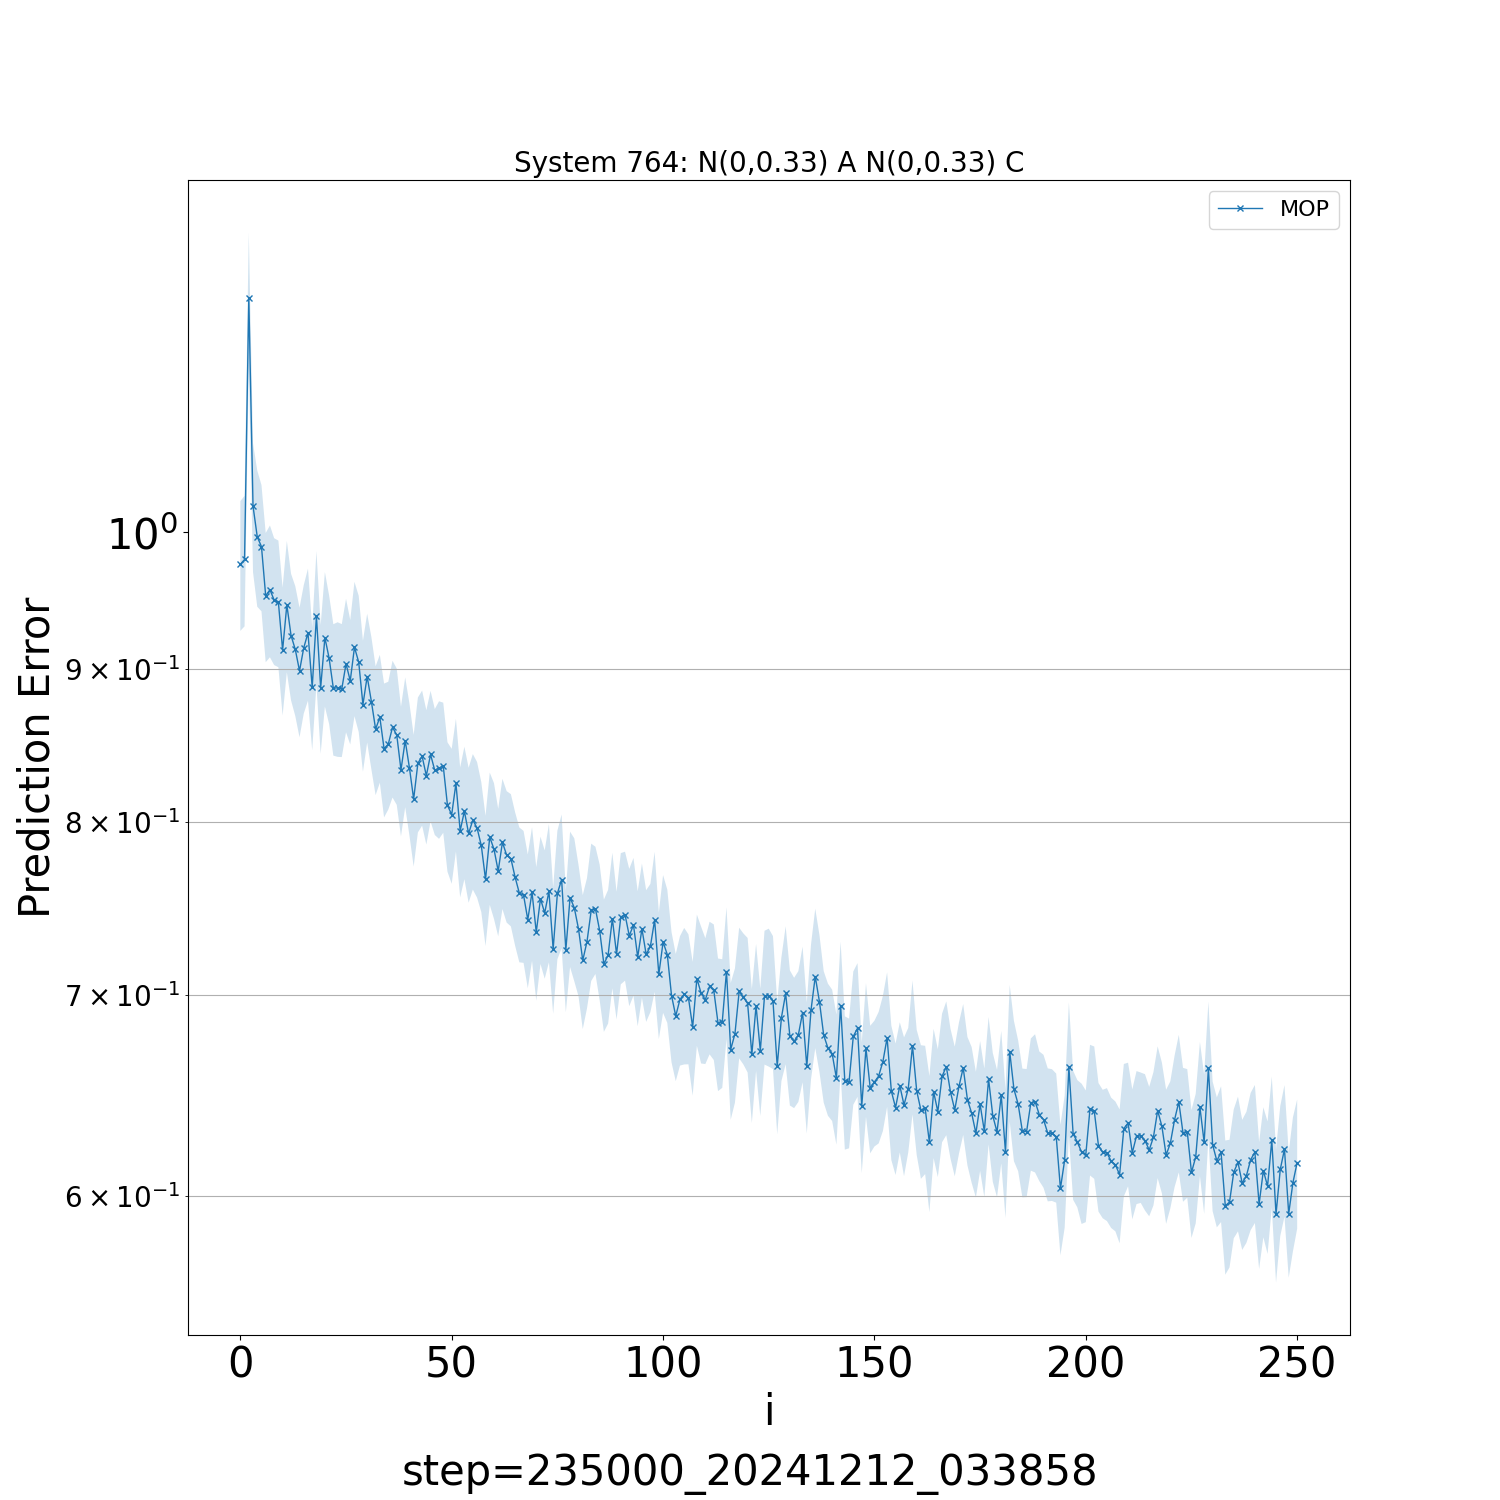 System 764: N(0,0.33) A N(0,0.33) C
MOP
Prediction Error
10⁰
9 × 10⁻¹
8 × 10⁻¹
7 × 10⁻¹
6 × 10⁻¹
0 50 100 150 200 250
i
step=235000_20241212_033858